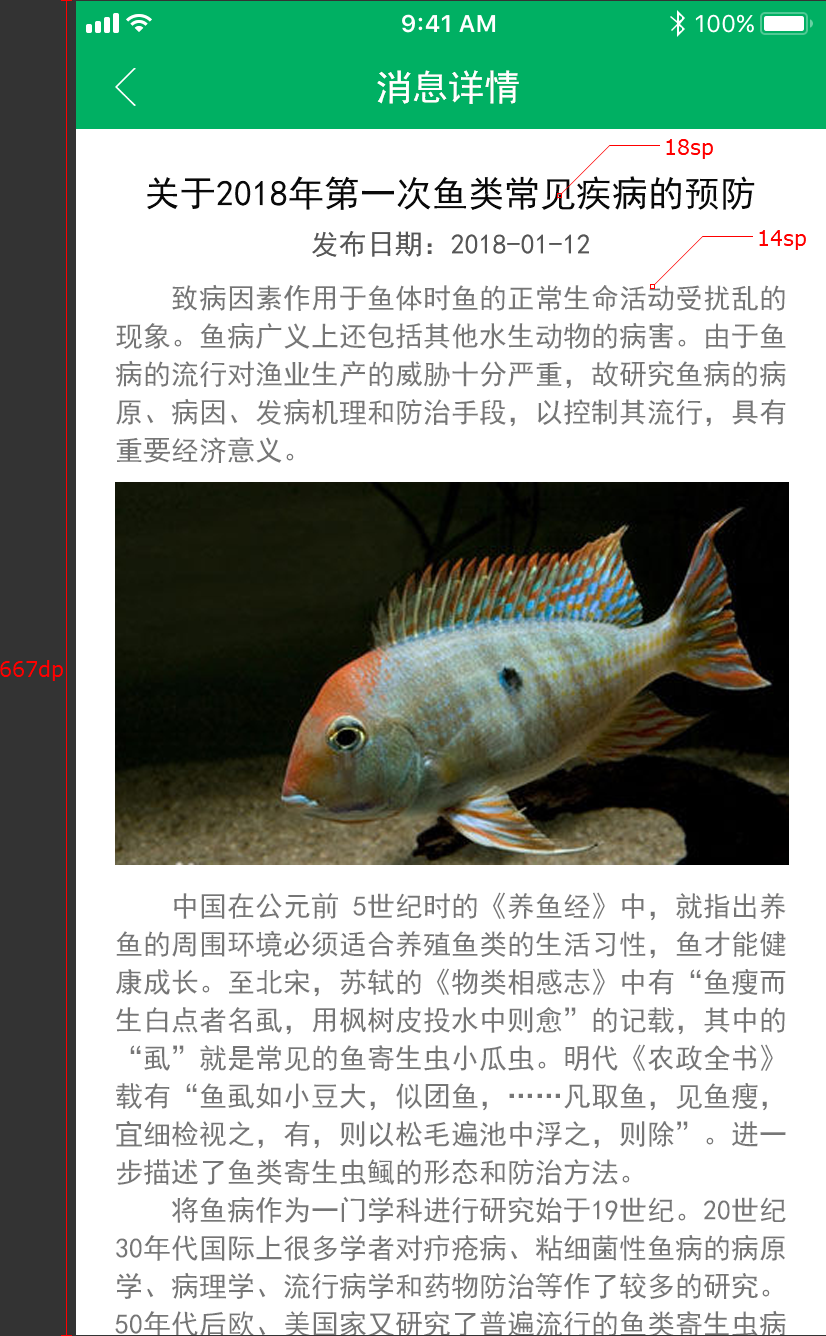 9:41 AM 100%
消息详情
18sp
关于2018年第一次鱼类常见疾病的预防
14sp
发布日期：2018-01-12
致病因素作用于鱼体时鱼的正常生命活动受扰乱的
现象。鱼病广义上还包括其他水生动物的病害。由于鱼
病的流行对渔业生产的威胁十分严重，故研究鱼病的病
原、病因、发病机理和防治手段，以控制其流行，具有
重要经济意义。
667dp
中国在公元前 5世纪时的《养鱼经》中，就指出养
鱼的周围环境必须适合养殖鱼类的生活习性，鱼才能健
康成长。至北宋，苏轼的《物类相感志》中有“鱼瘦而
生白点者名虱，用枫树皮投水中则愈”的记载，其中的
“虱”就是常见的鱼寄生虫小瓜虫。明代《农政全书》
载有“鱼虱如小豆大，似团鱼，……凡取鱼，见鱼瘦，
宜细检视之，有，则以松毛遍池中浮之，则除”。进一
步描述了鱼类寄生虫鲺的形态和防治方法。
将鱼病作为一门学科进行研究始于19世纪。20世纪
30年代国际上很多学者对疖疮病、粘细菌性鱼病的病原
学、病理学、流行病学和药物防治等作了较多的研究。
50年代后欧、美国家又研究了普遍流行的鱼类寄生虫病